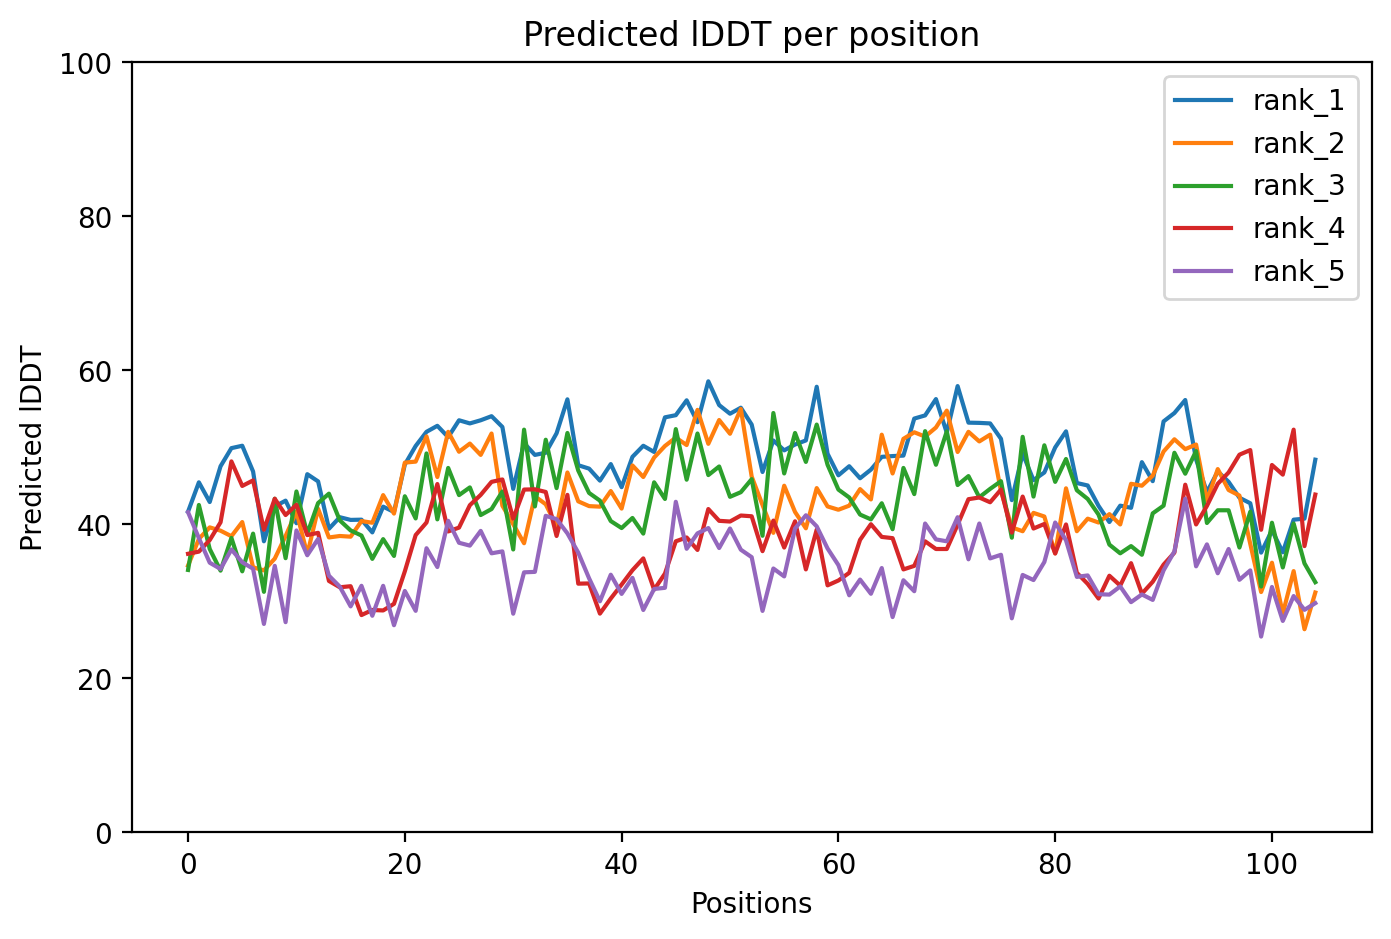 Predicted lDDT per position
100
80
60
40
20
0
Predicted lDDT
0 20 40 60 80 100
Positions
rank_1
rank_2
rank_3
rank_4
rank_5